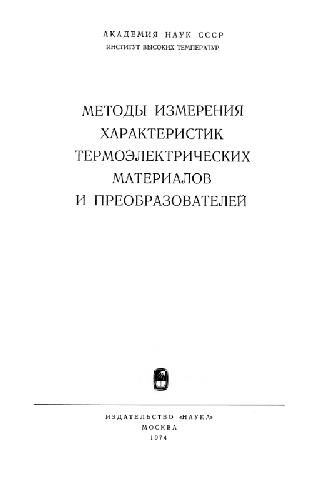 АКАДЕМИЯ НАУК СССР
ИНСТИТУТ ВЫСОКИХ ТЕМПЕРАТУР
МЕТОДЫ ИЗМЕРЕНИЯ
ХАРАКТЕРИСТИК
ТЕРМОЭЛЕКТРИЧЕСКИХ
МАТЕРИАЛОВ
И ПРЕОБРАЗОВАТЕЛЕЙ
ИЗДАТЕЛЬСТВО «НАУКА»
МОСКВА
1974